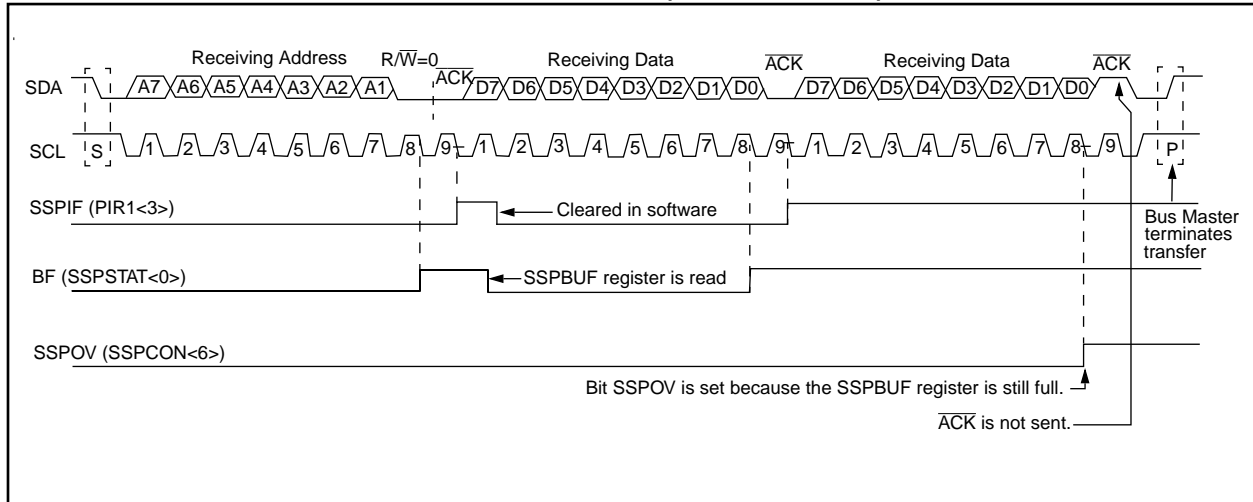 Receiving Address R/W̅=0 Receiving Data A̅C̅K̅ Receiving Data A̅C̅K̅
A̅C̅K̅
SDA A7 A6 A5 A4 A3 A2 A1 D7 D6 D5 D4 D3 D2 D1 D0 D7 D6 D5 D4 D3 D2 D1 D0
SCL S 1 2 3 4 5 6 7 8 9 1 2 3 4 5 6 7 8 9 1 2 3 4 5 6 7 8 9 P
SSPIF (PIR1<3>)
Cleared in software
Bus Master
terminates
transfer
BF (SSPSTAT<0>)
SSPBUF register is read
SSPOV (SSPCON<6>)
Bit SSPOV is set because the SSPBUF register is still full.
A̅C̅K̅ is not sent.